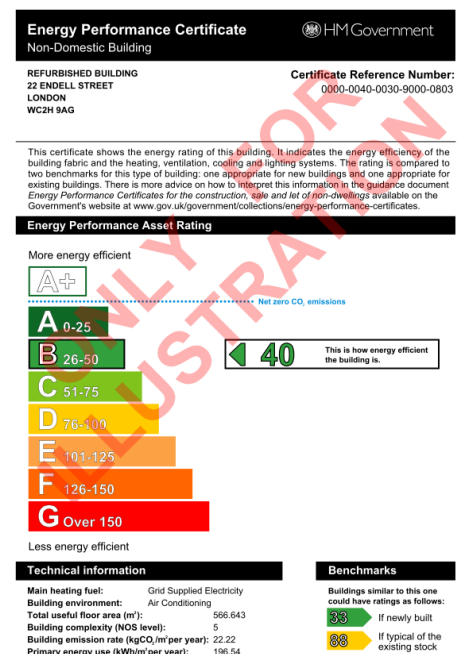 Energy Performance Certificate
Non-Domestic Building
HM Government
REFURBISHED BUILDING
22 ENDELL STREET
LONDON
WC2H 9AG
Certificate Reference Number:
0000-0040-0030-9000-0803
This certificate shows the energy rating of this building. It indicates the energy efficiency of the
building fabric and the heating, ventilation, cooling and lighting systems. The rating is compared to
two benchmarks for this type of building: one appropriate for new buildings and one appropriate for
existing buildings. There is more advice on how to interpret this information in the guidance document
Energy Performance Certificates for the construction, sale and let of non-dwellings available on the
Government's website at www.gov.uk/government/collections/energy-performance-certificates.
Energy Performance Asset Rating
More energy efficient
A+
Net zero CO₂ emissions
A 0-25
B 26-50
40
This is how energy efficient
the building is.
C 51-75
D 76-100
E 101-125
F 126-150
G Over 150
Less energy efficient
ONLY FOR
ILLUSTRATION
Technical information
Main heating fuel: Grid Supplied Electricity
Building environment: Air Conditioning
Total useful floor area (m²): 566.643
Building complexity (NOS level): 5
Building emission rate (kgCO₂/m²per year): 22.22
Primary energy use (kWh/m²per year): 196.54
Benchmarks
Buildings similar to this one
could have ratings as follows:
33 If newly built
88 If typical of the
existing stock